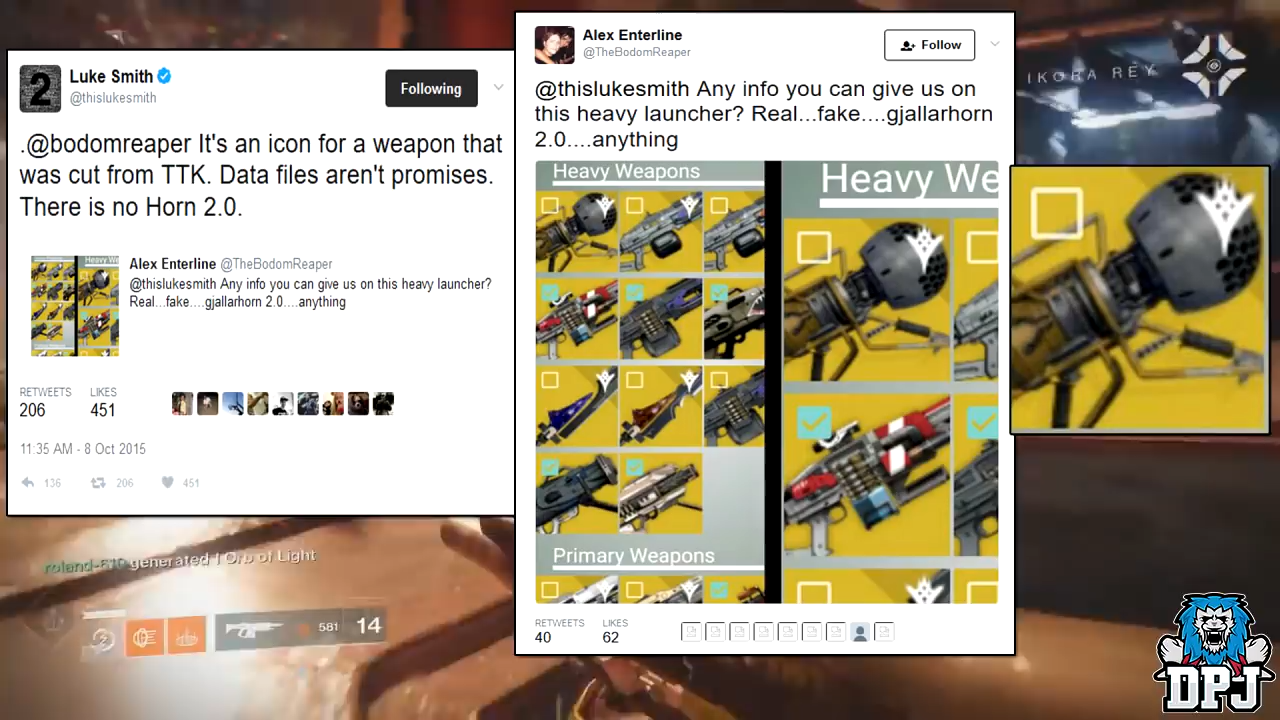 Luke Smith
@thislukesmith
Following
.@bodomreaper It's an icon for a weapon that
was cut from TTK. Data files aren't promises.
There is no Horn 2.0.
Heavy We
Alex Enterline @TheBodomReaper
@thislukesmith Any info you can give us on this heavy launcher?
Real...fake....gjallarhorn 2.0....anything
RETWEETS LIKES
206 451
11:35 AM - 8 Oct 2015
136 206 451
Alex Enterline
@TheBodomReaper
Follow
@thislukesmith Any info you can give us on
this heavy launcher? Real...fake....gjallarhorn
2.0....anything
Heavy Weapons
Primary Weapons
Heavy We
RETWEETS LIKES
40 62
IKORA REY
roland-610 generated 1 Orb of Light
581 14
DPJ